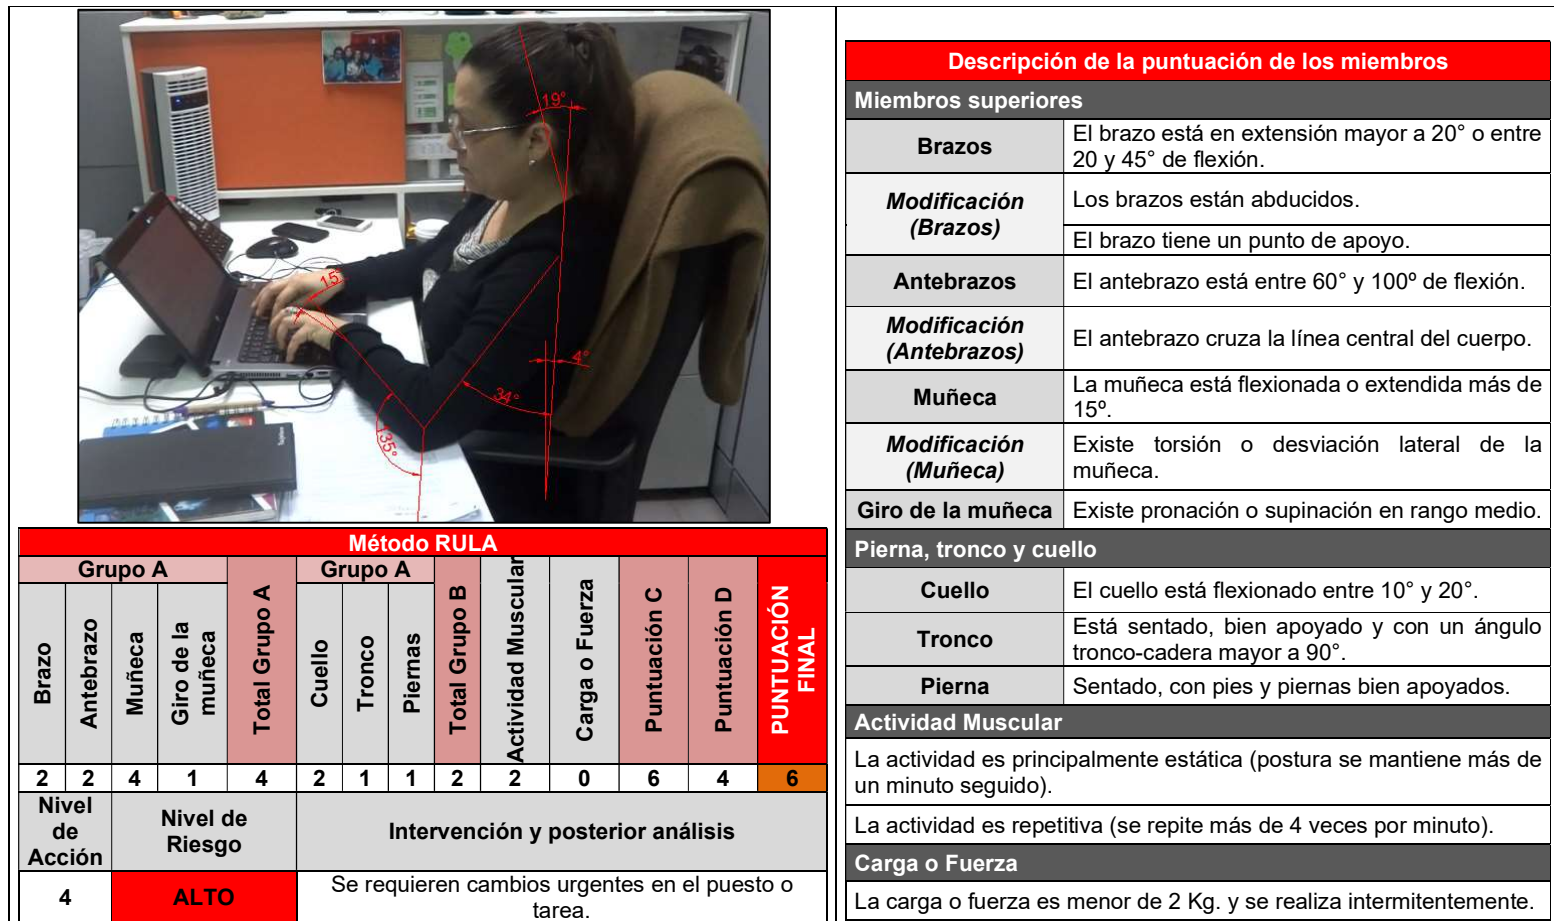 19°
15°
4°
34°
135°
Método RULA
Grupo A
Grupo A
Brazo
Antebrazo
Muñeca
Giro de la
muñeca
Total Grupo A
Cuello
Tronco
Piernas
Total Grupo B
Actividad Muscular
Carga o Fuerza
Puntuación C
Puntuación D
PUNTUACIÓN
FINAL
2 2 4 1 4 2 1 1 2 2 0 6 4 6
Nivel
de
Acción
Nivel de
Riesgo
Intervención y posterior análisis
4
ALTO
Se requieren cambios urgentes en el puesto o
tarea.
Descripción de la puntuación de los miembros
Miembros superiores
Brazos
El brazo está en extensión mayor a 20° o entre
20 y 45° de flexión.
Modificación
(Brazos)
Los brazos están abducidos.
El brazo tiene un punto de apoyo.
Antebrazos
El antebrazo está entre 60° y 100º de flexión.
Modificación
(Antebrazos)
El antebrazo cruza la línea central del cuerpo.
Muñeca
La muñeca está flexionada o extendida más de
15º.
Modificación
(Muñeca)
Existe torsión o desviación lateral de la
muñeca.
Giro de la muñeca
Existe pronación o supinación en rango medio.
Pierna, tronco y cuello
Cuello
El cuello está flexionado entre 10° y 20°.
Tronco
Está sentado, bien apoyado y con un ángulo
tronco-cadera mayor a 90°.
Pierna
Sentado, con pies y piernas bien apoyados.
Actividad Muscular
La actividad es principalmente estática (postura se mantiene más de
un minuto seguido).
La actividad es repetitiva (se repite más de 4 veces por minuto).
Carga o Fuerza
La carga o fuerza es menor de 2 Kg. y se realiza intermitentemente.